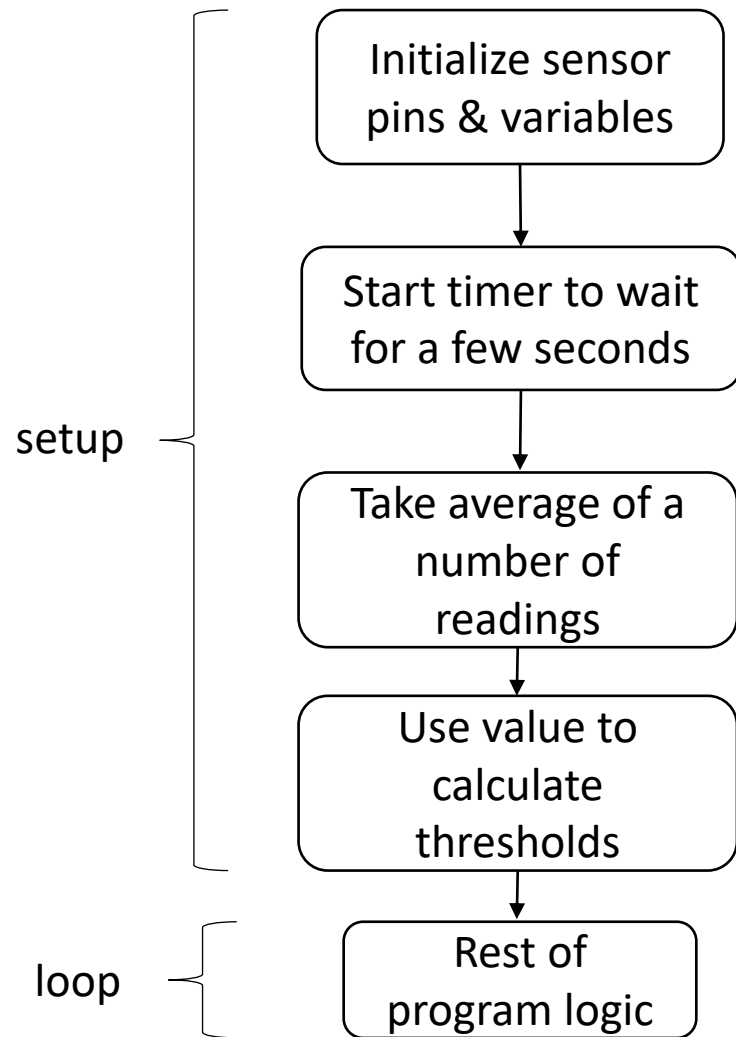 Initialize sensor
pins & variables
Start timer to wait
for a few seconds
setup
Take average of a
number of
readings
Use value to
calculate
thresholds
loop
Rest of
program logic